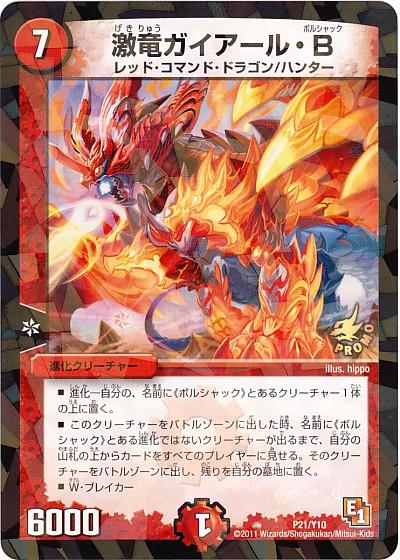 7
激竜ガイアール・B
げきりゅう
ボルシャック
レッド・コマンド・ドラゴン/ハンター
PROMO
illus. hippo
進化クリーチャー
■ 進化－自分の、名前に《ボルシャック》とあるクリーチャー1体
の上に置く。
■ このクリーチャーをバトルゾーンに出した時、名前に《ボル
シャック》とある進化ではないクリーチャーが出るまで、自分の
山札の上からカードをすべてのプレイヤーに見せる。そのクリー
チャーをバトルゾーンに出し、残りを自分の墓地に置く。
■ W・ブレイカー
6000
1
P21/Y10
©2011 Wizards/Shogakukan/Mitsui-Kids
E1